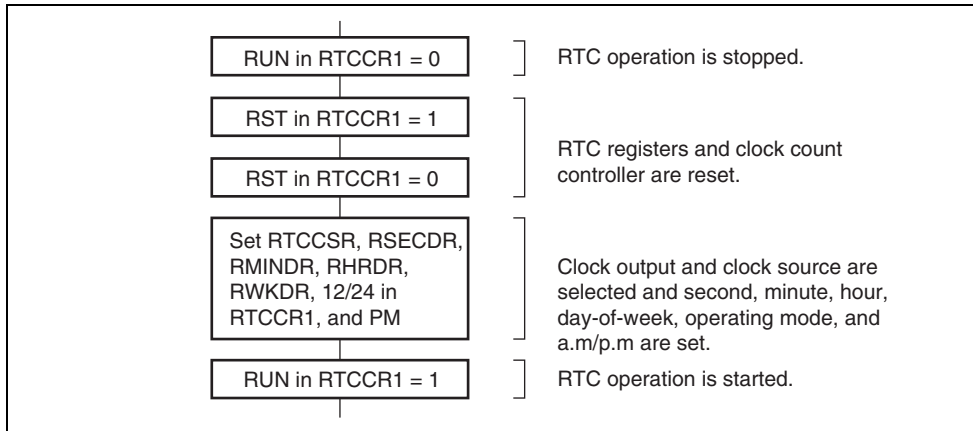 RUN in RTCCR1 = 0
RTC operation is stopped.
RST in RTCCR1 = 1
RST in RTCCR1 = 0
RTC registers and clock count
controller are reset.
Set RTCCSR, RSECDR,
RMINDR, RHRDR,
RWKDR, 12/24 in
RTCCR1, and PM
Clock output and clock source are
selected and second, minute, hour,
day-of-week, operating mode, and
a.m/p.m are set.
RUN in RTCCR1 = 1
RTC operation is started.